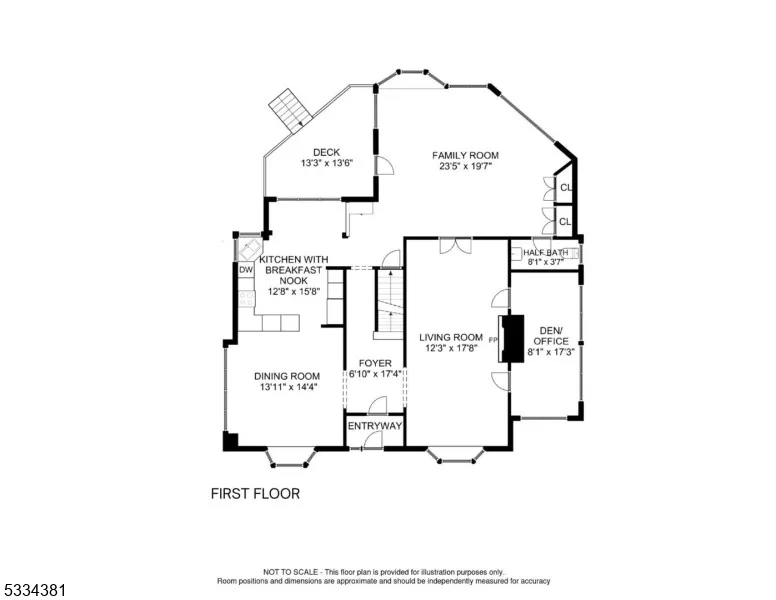 DECK
13'3" x 13'6"
FAMILY ROOM
23'5" x 19'7"
CL
CL
HALF BATH
8'1" x 3'7"
KITCHEN WITH
BREAKFAST
NOOK
12'8" x 15'8"
DW
LIVING ROOM
12'3" x 17'8"
FP
DEN/
OFFICE
8'1" x 17'3"
FOYER
6'10" x 17'4"
DINING ROOM
13'11" x 14'4"
ENTRYWAY
FIRST FLOOR
NOT TO SCALE - This floor plan is provided for illustration purposes only.
Room positions and dimensions are approximate and should be independently measured for accuracy
5334381